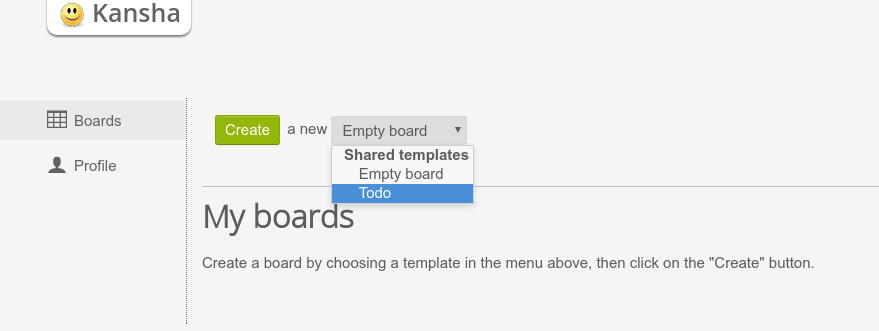 Kansha
Boards
Profile
Create a new Empty board
Shared templates
Empty board
Todo
My boards
Create a board by choosing a template in the menu above, then click on the "Create" button.